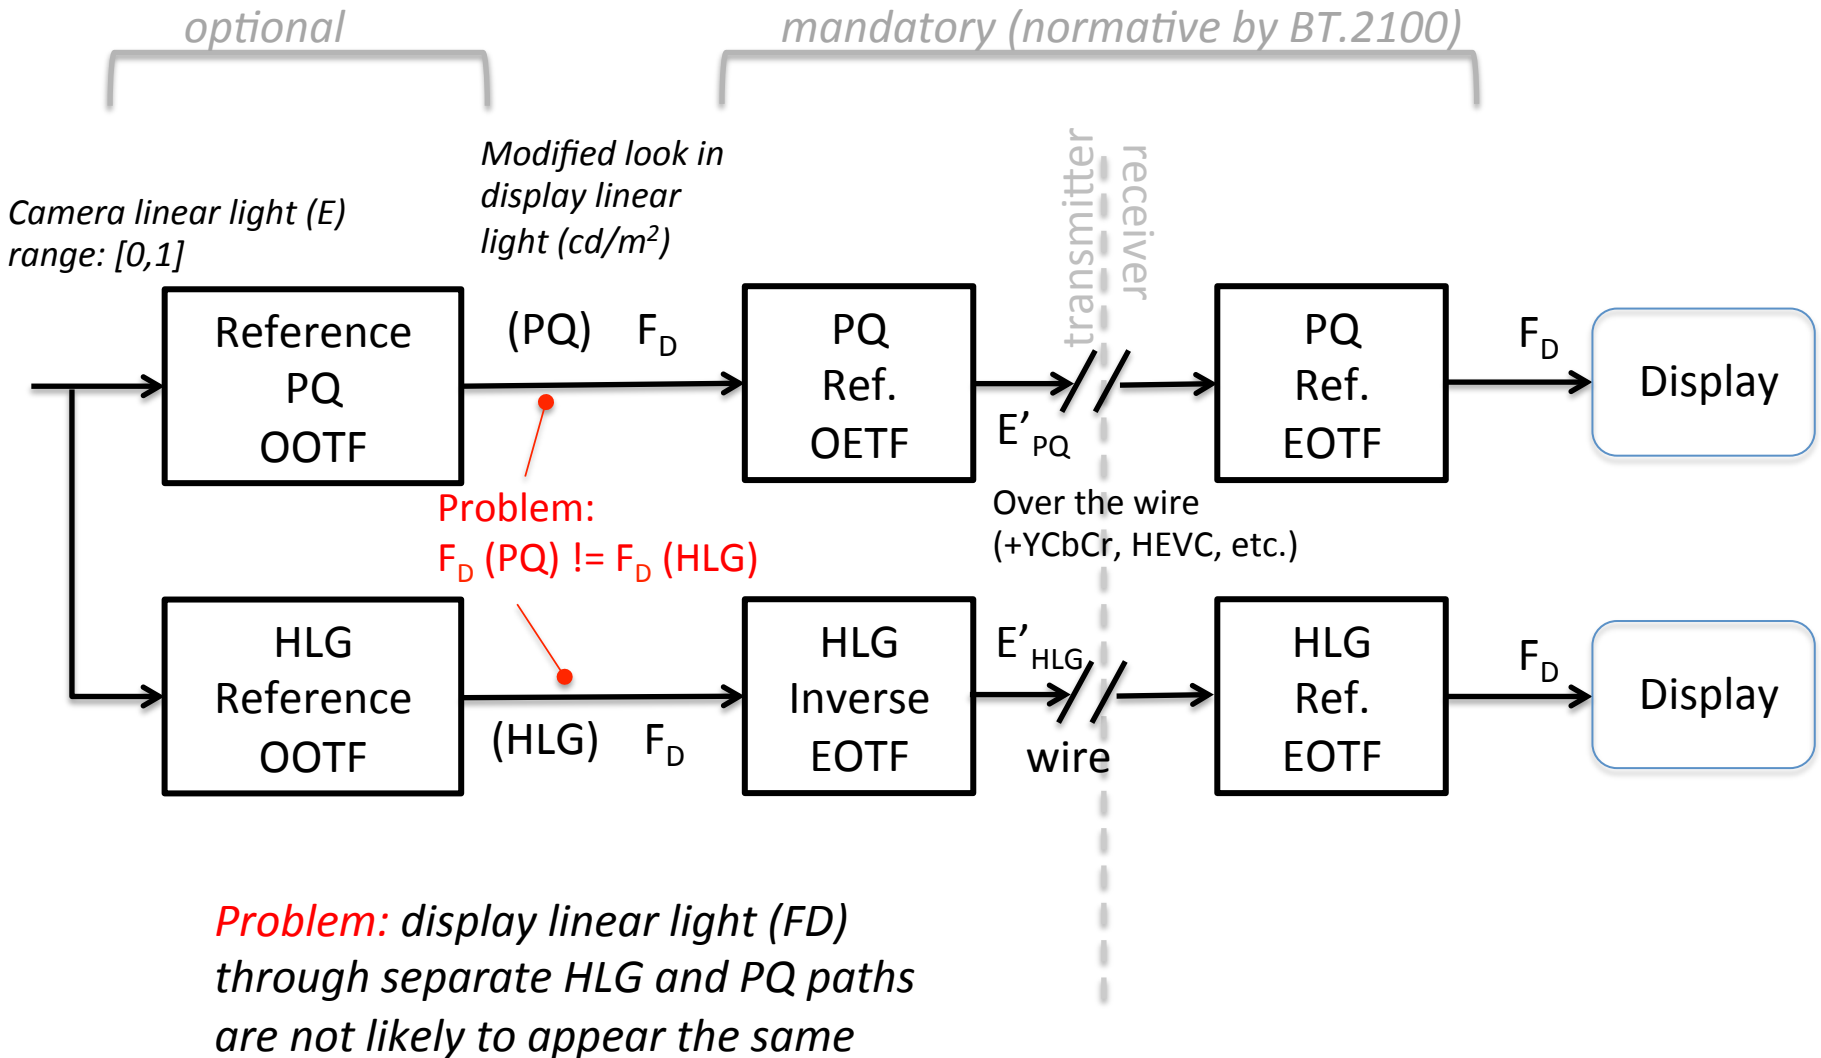 optional
mandatory (normative by BT.2100)
Camera linear light (E)
range: [0,1]
Modified look in
display linear
light (cd/m²)
transmitter
receiver
Reference
PQ
OOTF
(PQ) F_D
PQ
Ref.
OETF
E'_PQ
PQ
Ref.
EOTF
F_D
Display
Problem:
F_D (PQ) != F_D (HLG)
Over the wire
(+YCbCr, HEVC, etc.)
HLG
Reference
OOTF
(HLG) F_D
HLG
Inverse
EOTF
E'_HLG
wire
HLG
Ref.
EOTF
F_D
Display
Problem: display linear light (FD)
through separate HLG and PQ paths
are not likely to appear the same